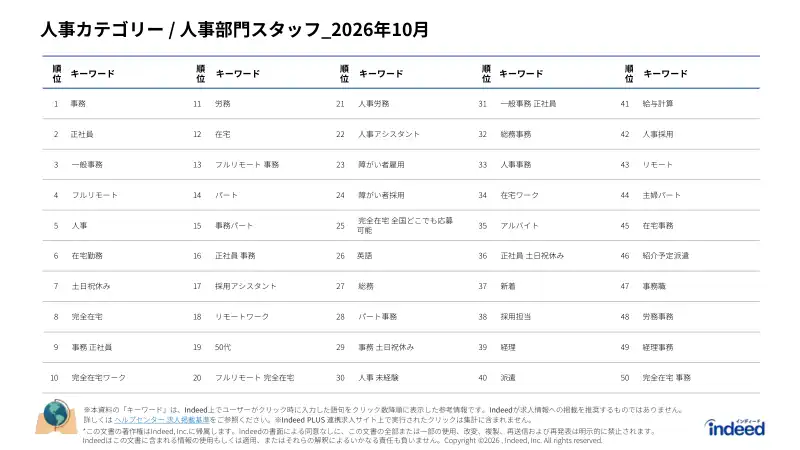 人事カテゴリー / 人事部門スタッフ_2026年10月
順位 キーワード 順位 キーワード 順位 キーワード 順位 キーワード 順位 キーワード
1 事務 11 労務 21 人事労務 31 一般事務 正社員 41 給与計算
2 正社員 12 在宅 22 人事アシスタント 32 総務事務 42 人事採用
3 一般事務 13 フルリモート 事務 23 障がい者雇用 33 人事事務 43 リモート
4 フルリモート 14 パート 24 障がい者採用 34 在宅ワーク 44 主婦パート
5 人事 15 事務パート 25 完全在宅 全国どこでも応募可能 35 アルバイト 45 在宅事務
6 在宅勤務 16 正社員 事務 26 英語 36 正社員 土日祝休み 46 紹介予定派遣
7 土日祝休み 17 採用アシスタント 27 総務 37 新着 47 事務職
8 完全在宅 18 リモートワーク 28 パート事務 38 採用担当 48 労務事務
9 事務 正社員 19 50代 29 事務 土日祝休み 39 経理 49 経理事務
10 完全在宅ワーク 20 フルリモート 完全在宅 30 人事 未経験 40 派遣 50 完全在宅 事務
※本資料の「キーワード」は、Indeed上でユーザーがクリック時に入力した語句をクリック数降順に表示した参考情報です。Indeedが求人情報への掲載を推奨するものではありません。
詳しくは ヘルプセンター 求人掲載基準をご参照ください。※Indeed PLUS 連携求人サイトで実行されたクリックは集計に含まれません。
*この文書の著作権はIndeed, Inc.に帰属します。Indeedの書面による同意なしに、この文書の全部または一部の使用、改変、複製、再送信および再発表は明示的に禁止されます。
Indeedはこの文書に含まれる情報の使用もしくは適用、またはそれらの解釈によるいかなる責任も負いません。Copyright ©2026 , Indeed, Inc. All rights reserved.
インディード
indeed